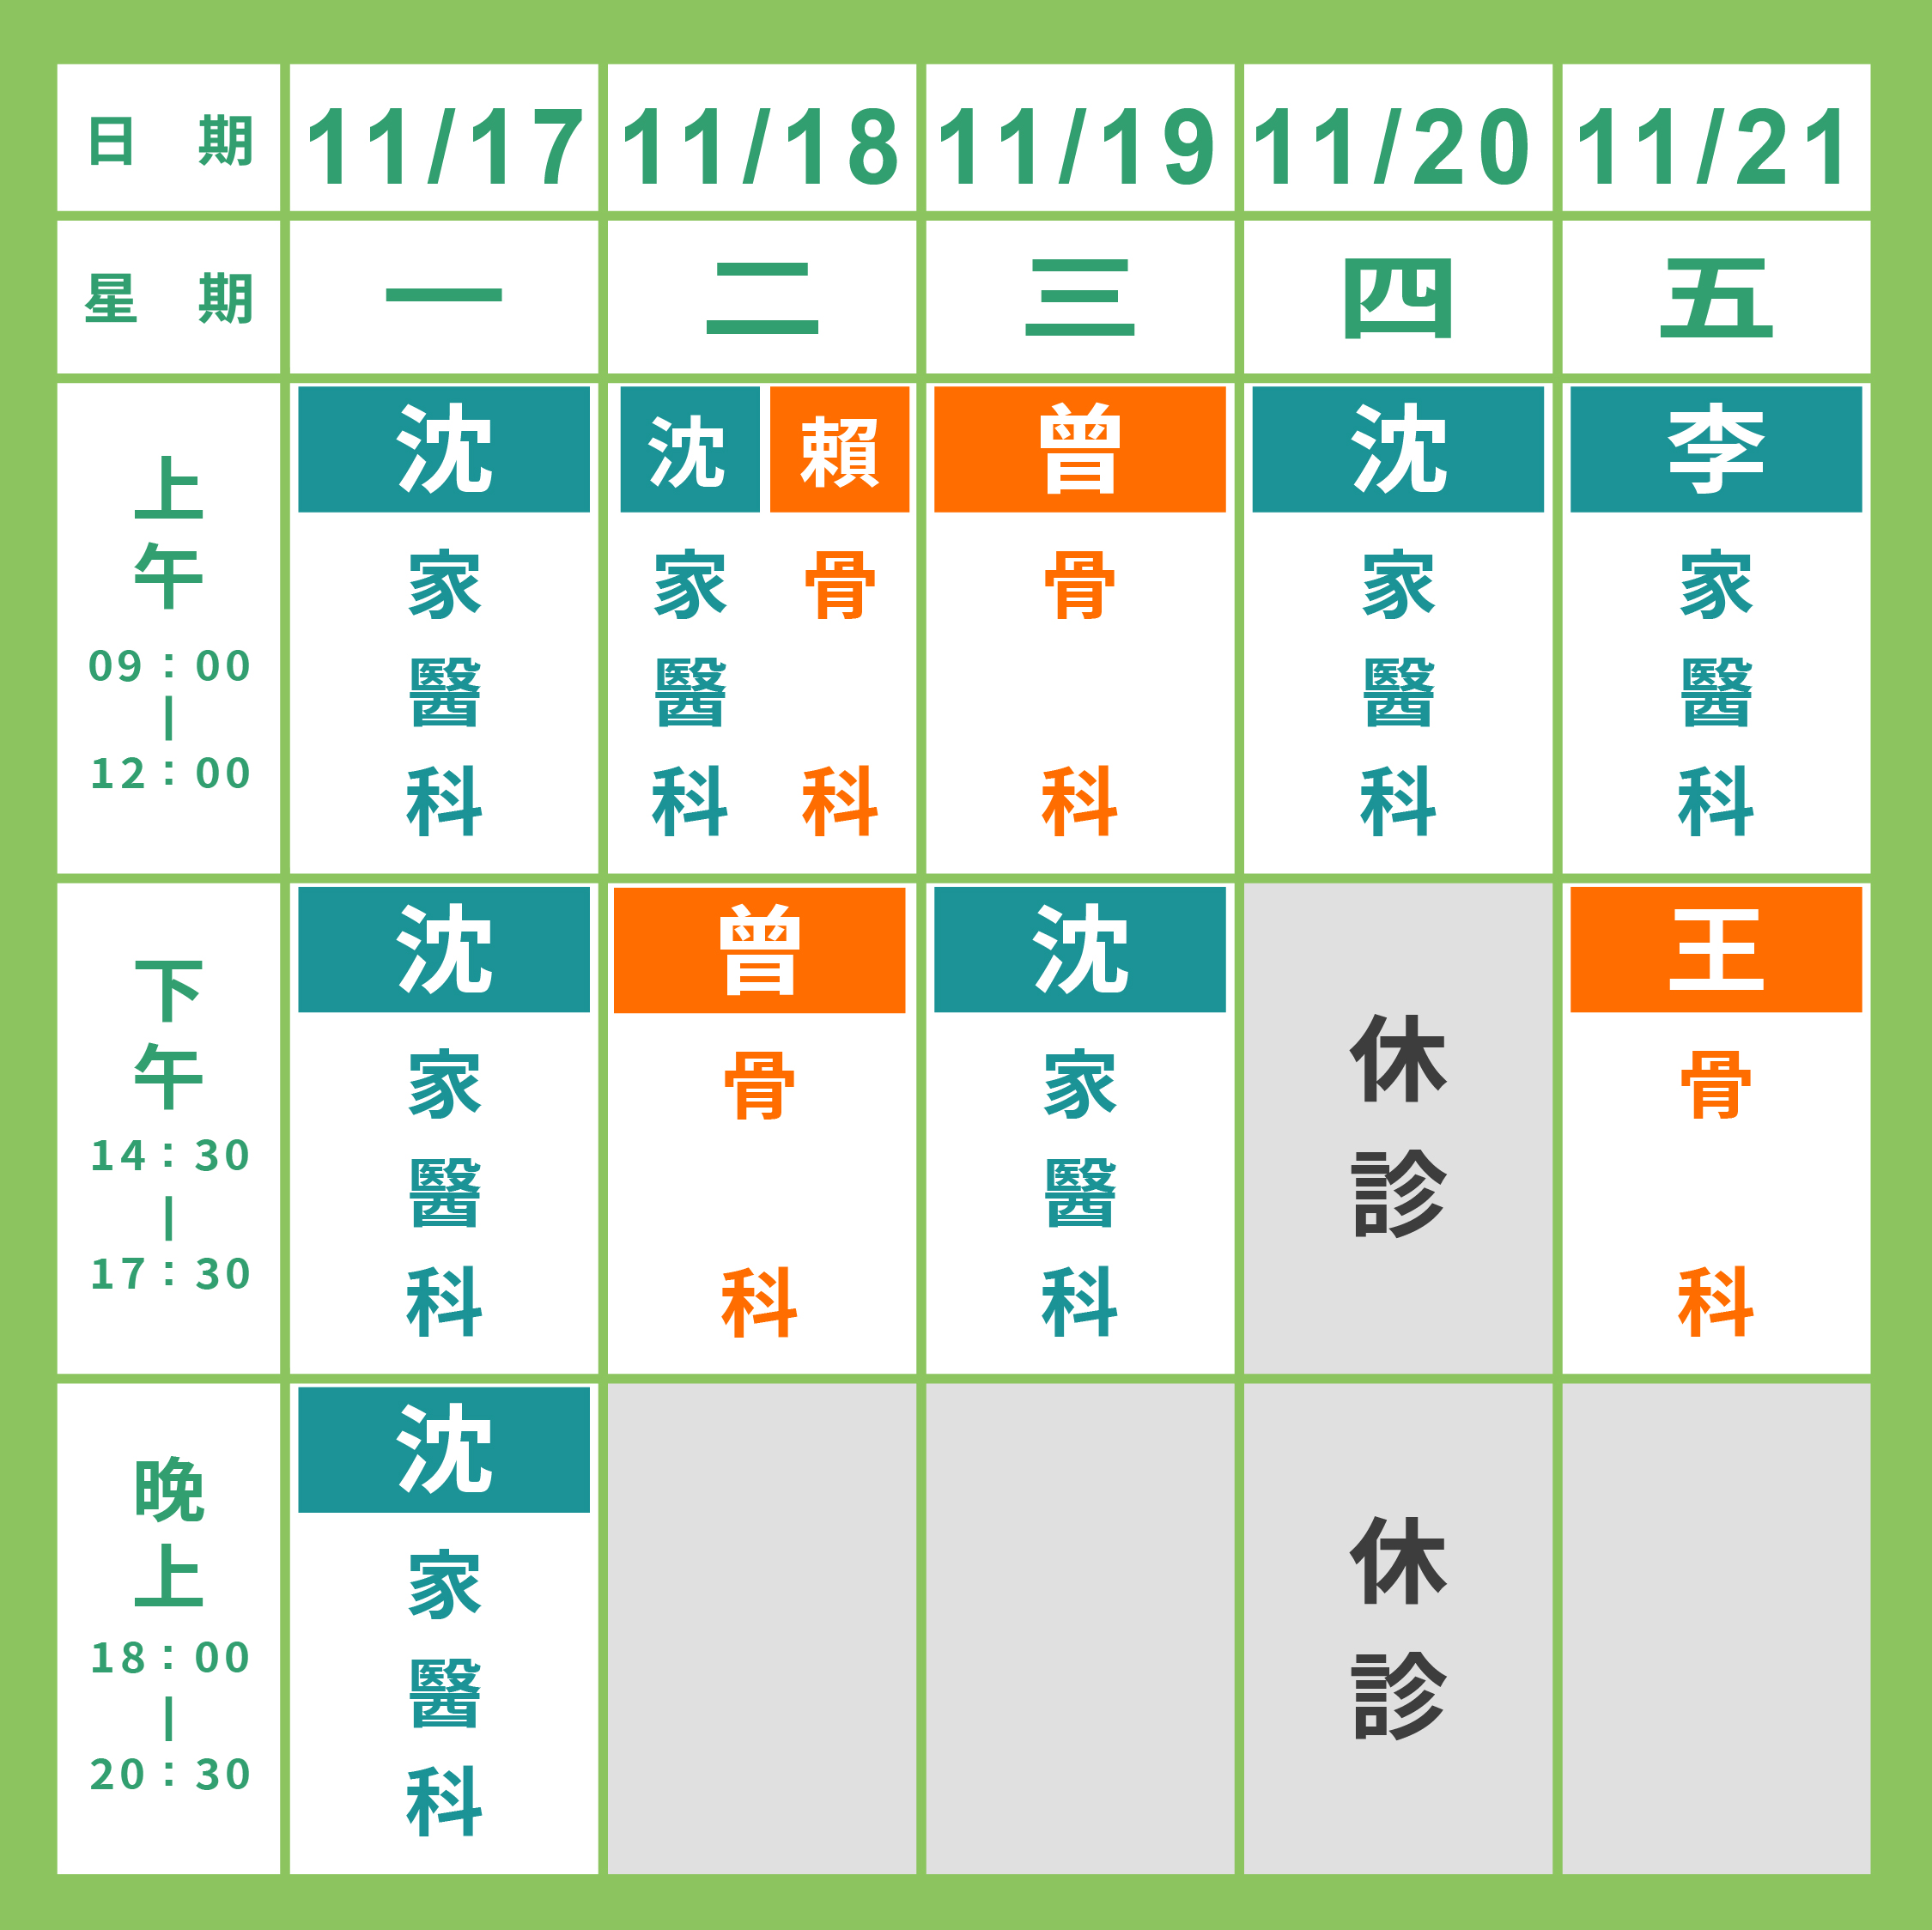 日 期 11/17 11/18 11/19 11/20 11/21
星 期 一 二 三 四 五
上午 09：00 | 12：00
沈 家醫科
沈 家醫科
賴 骨科
曾 骨科
沈 家醫科
李 家醫科
下午 14：30 | 17：30
沈 家醫科
曾 骨科
沈 家醫科
休診
王 骨科
晚上 18：00 | 20：30
沈 家醫科
休診